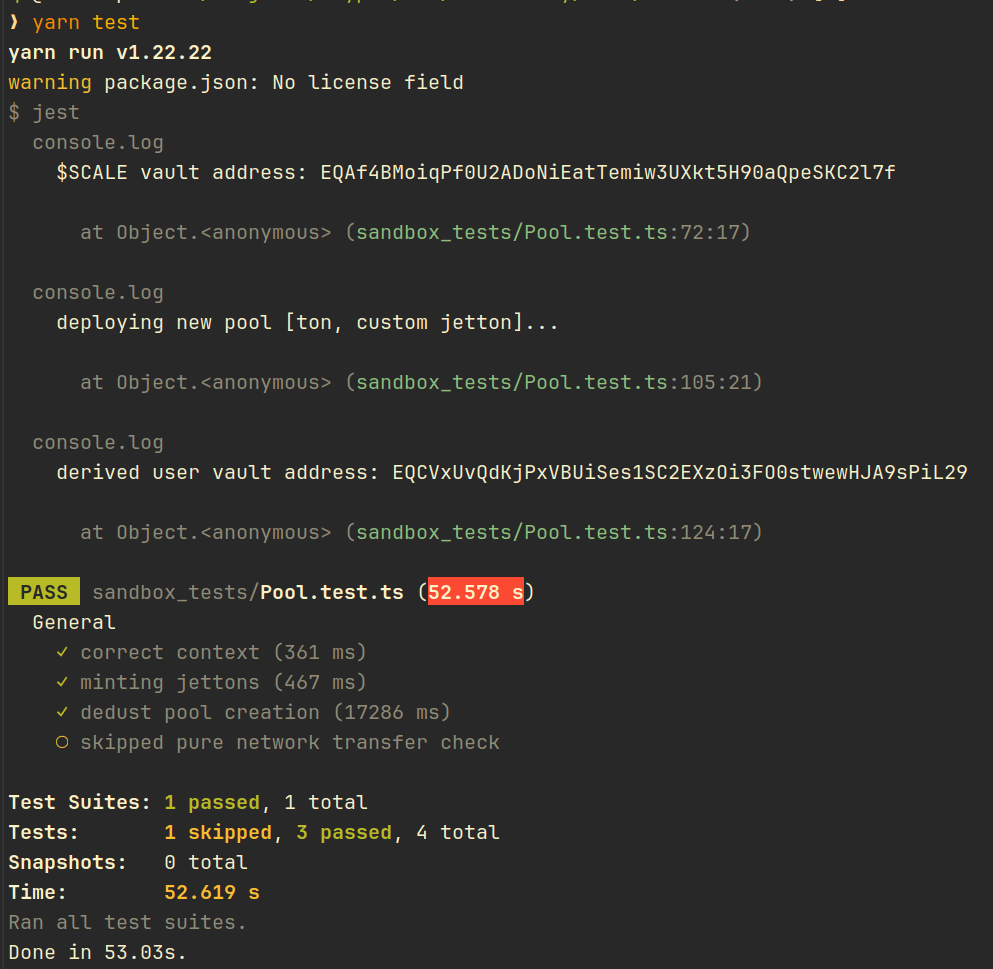 ❯ yarn test
yarn run v1.22.22
warning package.json: No license field
$ jest
console.log
$SCALE vault address: EQAf4BMoiqPf0U2ADoNiEatTemiw3UXkt5H90aQpeSKC2l7f
at Object.<anonymous> (sandbox_tests/Pool.test.ts:72:17)
console.log
deploying new pool [ton, custom jetton]...
at Object.<anonymous> (sandbox_tests/Pool.test.ts:105:21)
console.log
derived user vault address: EQCVxUvQdKjPxVBUiSes1SC2EXzOi3FO0stwewHJA9sPiL29
at Object.<anonymous> (sandbox_tests/Pool.test.ts:124:17)
PASS sandbox_tests/Pool.test.ts (52.578 s)
General
✓ correct context (361 ms)
✓ minting jettons (467 ms)
✓ dedust pool creation (17286 ms)
○ skipped pure network transfer check
Test Suites: 1 passed, 1 total
Tests: 1 skipped, 3 passed, 4 total
Snapshots: 0 total
Time: 52.619 s
Ran all test suites.
Done in 53.03s.